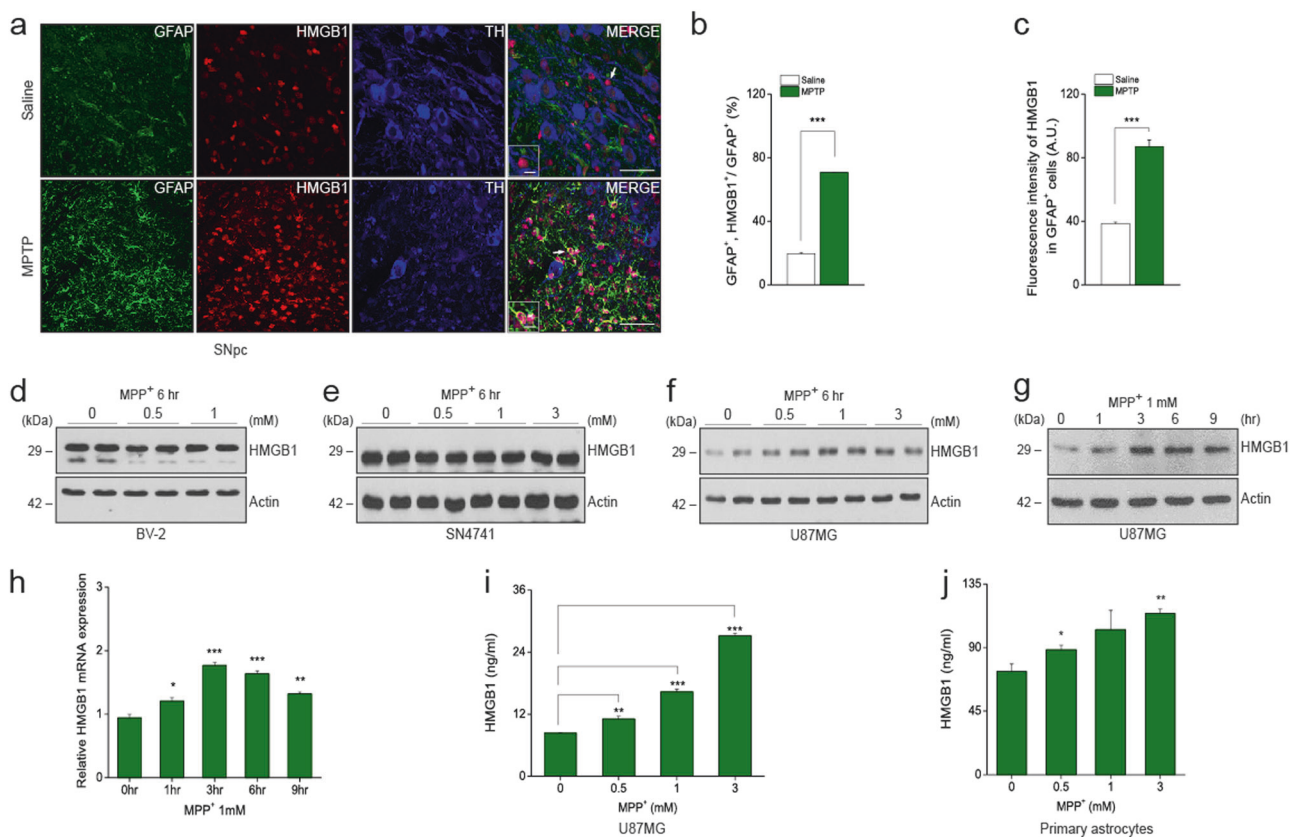 a
GFAP HMGB1 TH MERGE
Saline
GFAP HMGB1 TH MERGE
MPTP
SNpc
b
Saline
MPTP
GFAP⁺, HMGB1⁺/ GFAP⁺ (%)
120
80
40
0
***
c
Saline
MPTP
Fluorescence intensity of HMGB1
in GFAP⁺ cells (A.U.)
120
80
40
0
***
d
MPP⁺ 6 hr
(kDa) 0 0.5 1 (mM)
29 – HMGB1
42 – Actin
BV-2
e
MPP⁺ 6 hr
(kDa) 0 0.5 1 3 (mM)
29 – HMGB1
42 – Actin
SN4741
f
MPP⁺ 6 hr
(kDa) 0 0.5 1 3 (mM)
29 – HMGB1
42 – Actin
U87MG
g
MPP⁺ 1 mM
(kDa) 0 1 3 6 9 (hr)
29 – HMGB1
42 – Actin
U87MG
h
Relative HMGB1 mRNA expression
3
2
1
0
* *** *** **
0hr 1hr 3hr 6hr 9hr
MPP⁺ 1mM
i
HMGB1 (ng/ml)
36
24
12
0
** *** ***
0 0.5 1 3
MPP⁺ (mM)
U87MG
j
HMGB1 (ng/ml)
135
90
45
0
* **
0 0.5 1 3
MPP⁺ (mM)
Primary astrocytes